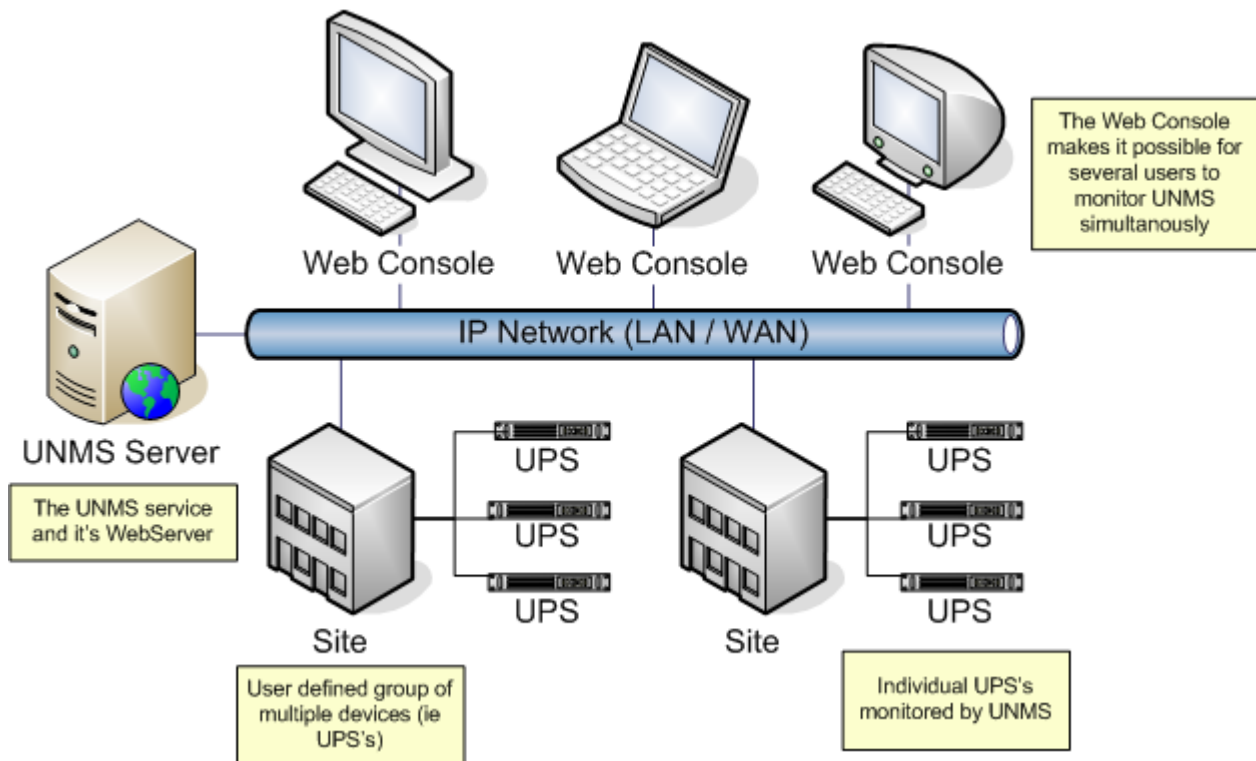 The Web Console
makes it possible for
several users to
monitor UNMS
simultanously
Web Console
Web Console
Web Console
IP Network (LAN / WAN)
UNMS Server
The UNMS service
and it's WebServer
UPS
UPS
UPS
Site
UPS
UPS
UPS
Site
User defined group of
multiple devices (ie
UPS's)
Individual UPS's
monitored by UNMS